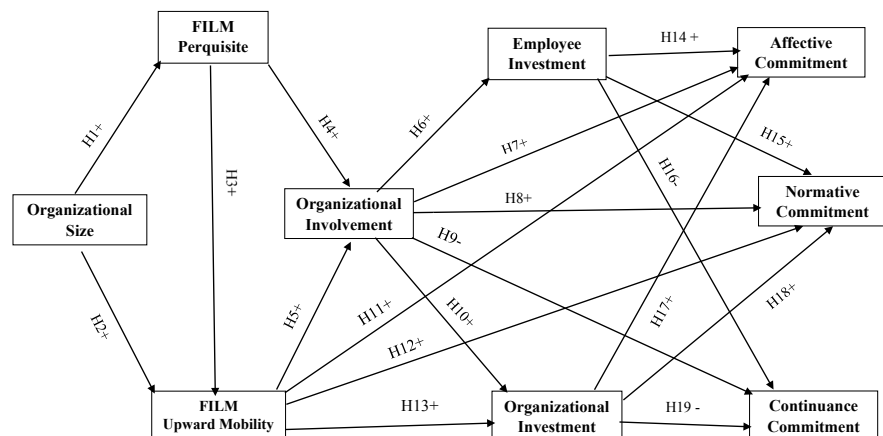 FILM
Perquisite
Employee
Investment
H14 +
Affective
Commitment
H1+
H3+
H4+
H6+
H7+
H15+
H16-
Organizational
Size
Organizational
Involvement
H8+
Normative
Commitment
H9-
H2+
H5+
H11+
H10+
H12+
H17+
H18+
FILM
Upward Mobility
H13+
Organizational
Investment
H19 -
Continuance
Commitment